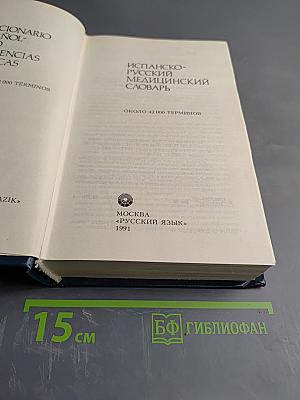 CCIONARIO
ÑOL-
O
ENCIAS
CAS
000 TÉRMINOS
AZIK»
ИСПАНСКО-
РУССКИЙ
МЕДИЦИНСКИЙ
СЛОВАРЬ
ОКОЛО 42 000 ТЕРМИНОВ
МОСКВА
«РУССКИЙ ЯЗЫК»
1991
15 СМ
БФ БИБЛИОФАН